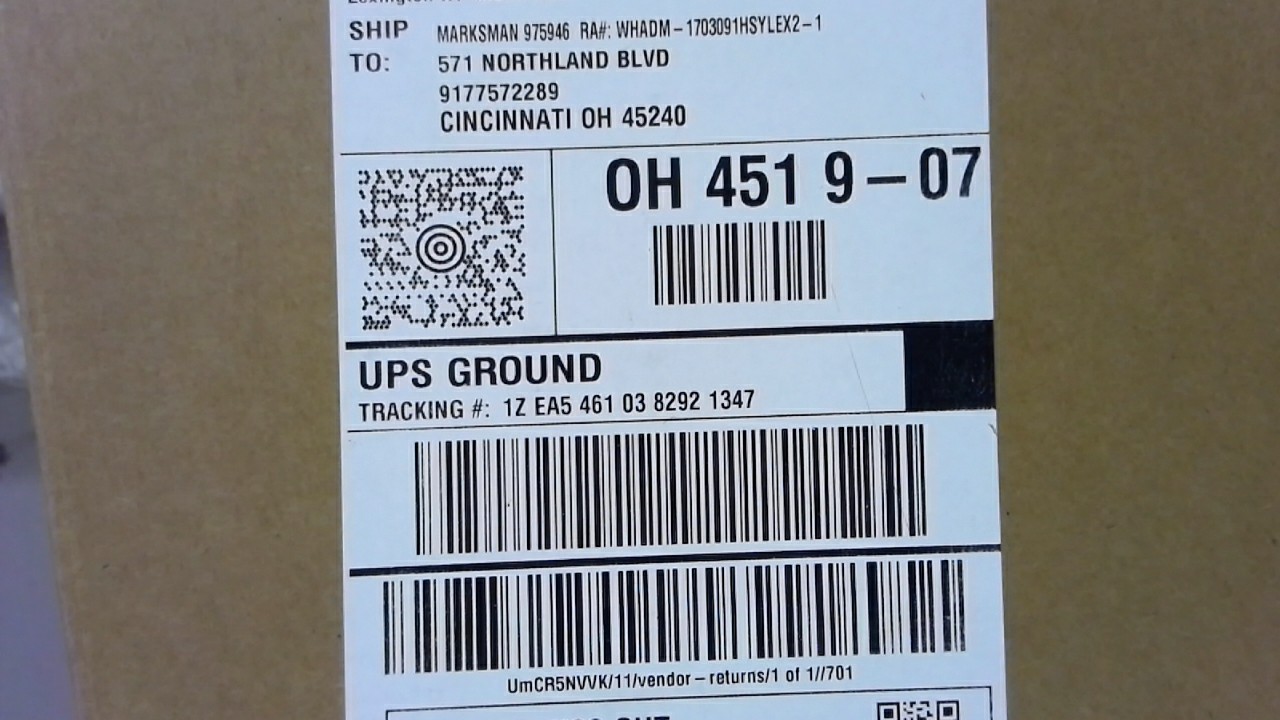 SHIP MARKSMAN 975946 RA#: WHADM-1703091HSYLEX2-1
TO: 571 NORTHLAND BLVD
9177572289
CINCINNATI OH 45240
OH 451 9-07
UPS GROUND
TRACKING #: 1Z EA5 461 03 8292 1347
UmCR5NVVK/11/vendor-returns/1 of 1//701